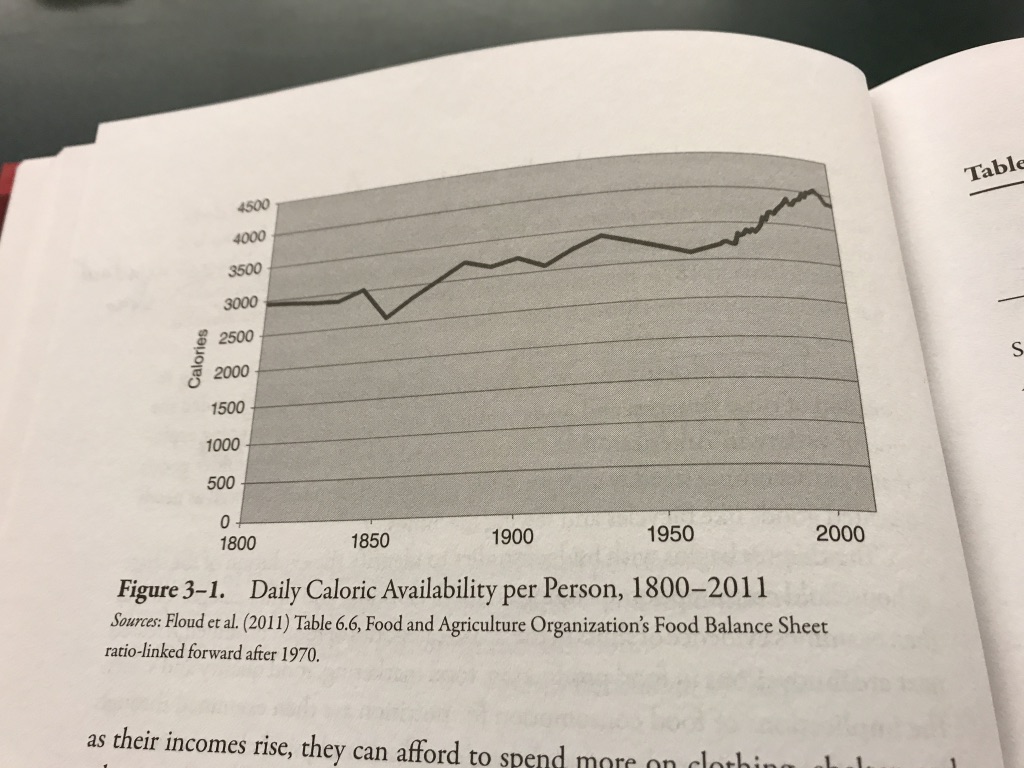 4500
4000
3500
3000
2500
2000
1500
1000
500
0
Calories
1800 1850 1900 1950 2000
Figure 3–1. Daily Caloric Availability per Person, 1800–2011
Sources: Floud et al. (2011) Table 6.6, Food and Agriculture Organization's Food Balance Sheet
ratio-linked forward after 1970.
as their incomes rise, they can afford to spend more on clothing,
Table
S